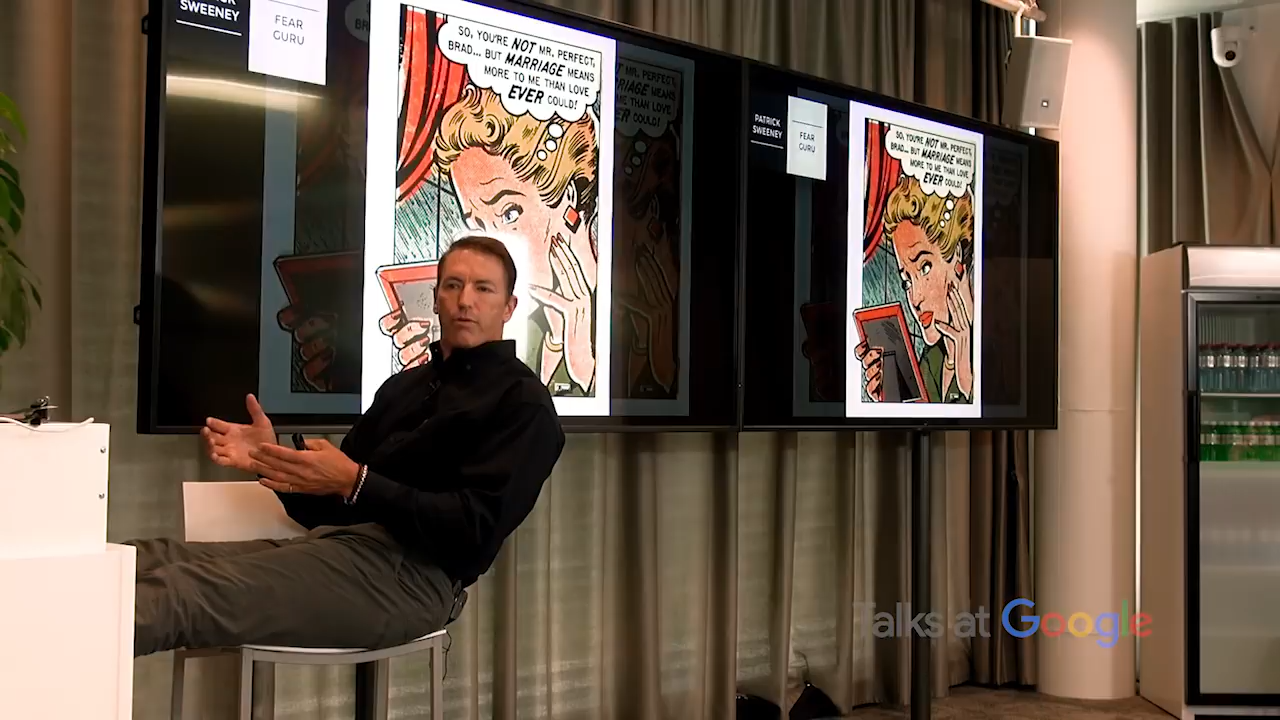 SWEENEY
FEAR
GURU
SO, YOU'RE NOT MR. PERFECT,
BRAD... BUT MARRIAGE MEANS
MORE TO ME THAN LOVE
EVER COULD!
PATRICK
SWEENEY
FEAR
GURU
SO, YOU'RE NOT MR. PERFECT,
BRAD... BUT MARRIAGE MEANS
MORE TO ME THAN LOVE
EVER COULD!
Talks at Google